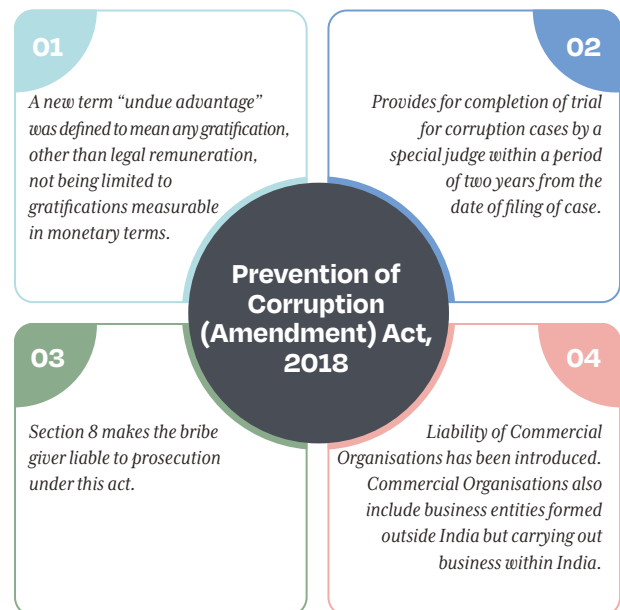 01
A new term “undue advantage”
was defined to mean any gratification,
other than legal remuneration,
not being limited to
gratifications measurable
in monetary terms.
02
Provides for completion of trial
for corruption cases by a
special judge within a period
of two years from the
date of filing of case.
Prevention of
Corruption
(Amendment) Act,
2018
03
Section 8 makes the bribe
giver liable to prosecution
under this act.
04
Liability of Commercial
Organisations has been introduced.
Commercial Organisations also
include business entities formed
outside India but carrying out
business within India.